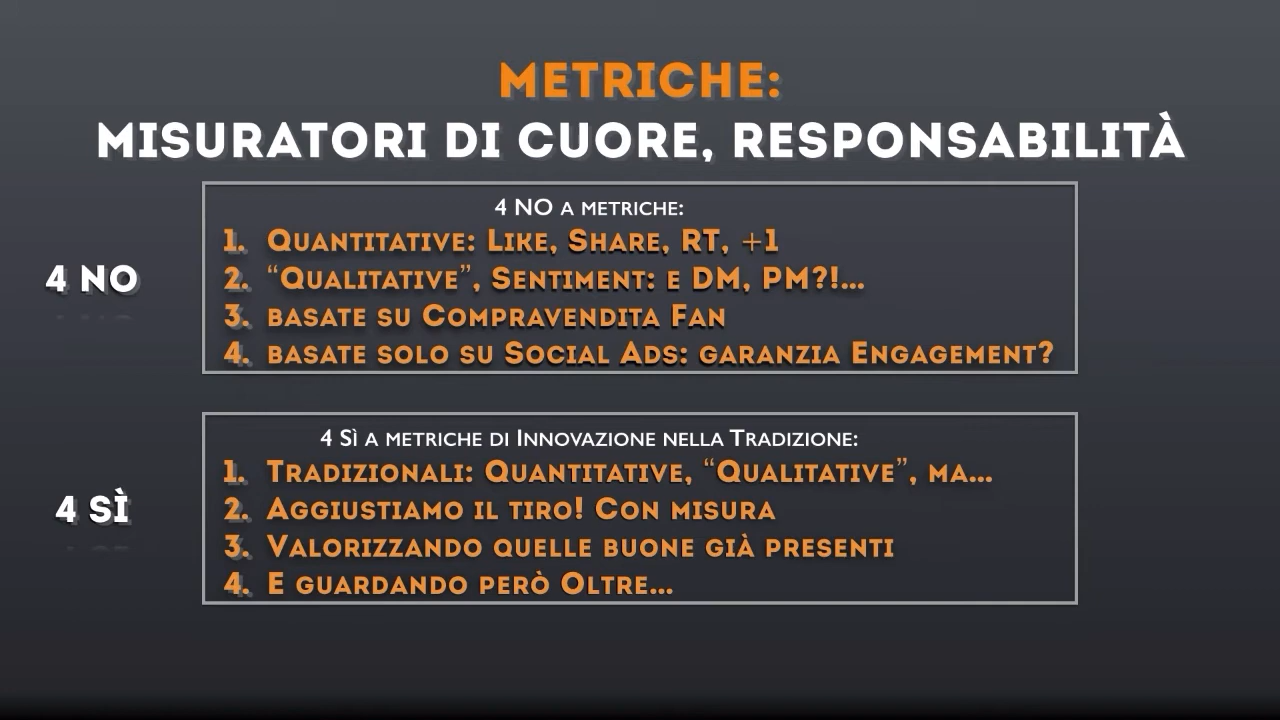 METRICHE:
MISURATORI DI CUORE, RESPONSABILITÀ
4 NO
4 NO A METRICHE:
1. QUANTITATIVE: LIKE, SHARE, RT, +1
2. “QUALITATIVE”, SENTIMENT: E DM, PM?!...
3. BASATE SU COMPRAVENDITA FAN
4. BASATE SOLO SU SOCIAL ADS: GARANZIA ENGAGEMENT?
4 SÌ
4 SÌ A METRICHE DI INNOVAZIONE NELLA TRADIZIONE:
1. TRADIZIONALI: QUANTITATIVE, “QUALITATIVE”, MA...
2. AGGIUSTIAMO IL TIRO! CON MISURA
3. VALORIZZANDO QUELLE BUONE GIÀ PRESENTI
4. E GUARDANDO PERÒ OLTRE...